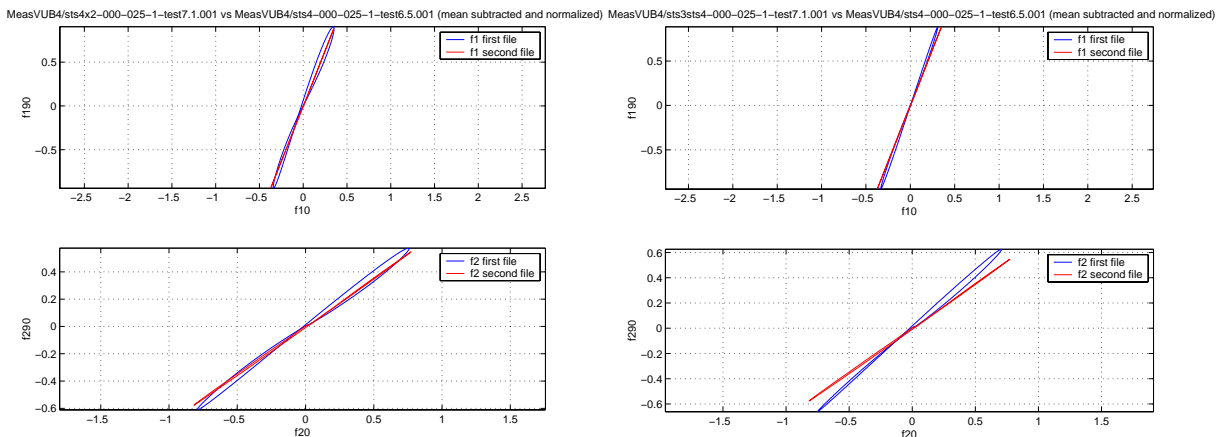 MeasVUB4/sts4x2−000−025−1−test7.1.001 vs MeasVUB4/sts4−000−025−1−test6.5.001 (mean subtracted and normalized)
f1 first file
f1 second file
0.5
0
−0.5
f190
−2.5 −2 −1.5 −1 −0.5 0 0.5 1 1.5 2 2.5
f10
MeasVUB4/sts3sts4−000−025−1−test7.1.001 vs MeasVUB4/sts4−000−025−1−test6.5.001 (mean subtracted and normalized)
f1 first file
f1 second file
0.5
0
−0.5
f190
−2.5 −2 −1.5 −1 −0.5 0 0.5 1 1.5 2 2.5
f10
f2 first file
f2 second file
0.4
0.2
0
−0.2
−0.4
−0.6
f290
−1.5 −1 −0.5 0 0.5 1 1.5
f20
f2 first file
f2 second file
0.6
0.4
0.2
0
−0.2
−0.4
−0.6
f290
−1.5 −1 −0.5 0 0.5 1 1.5
f20